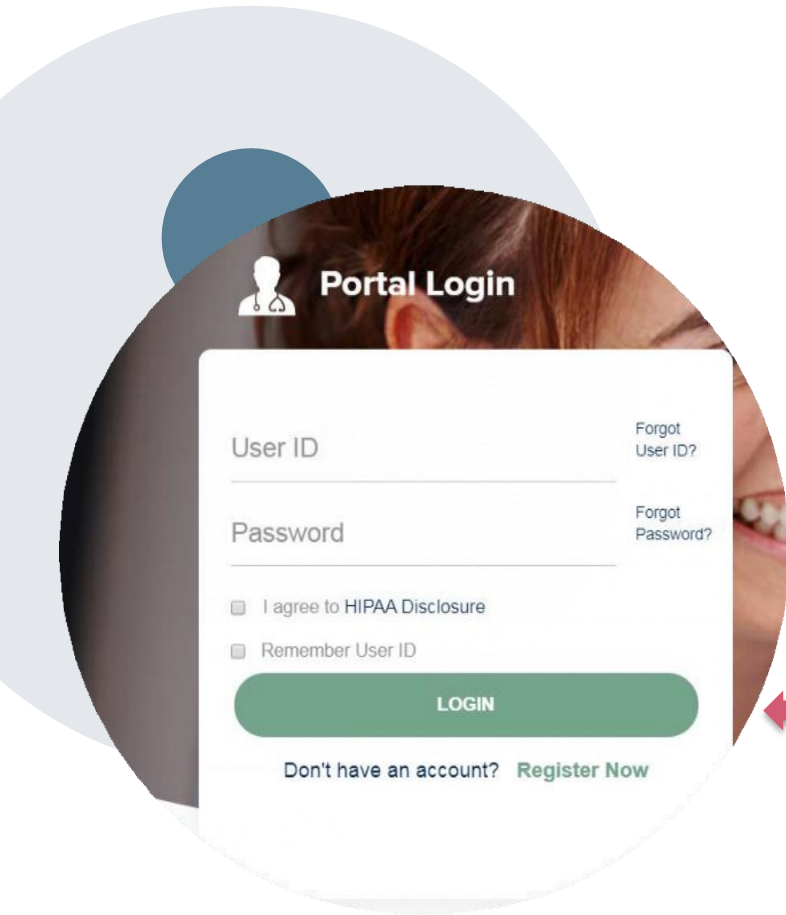 Portal Login
User ID
Forgot
User ID?
Password
Forgot
Password?
I agree to HIPAA Disclosure
Remember User ID
LOGIN
Don't have an account? Register Now